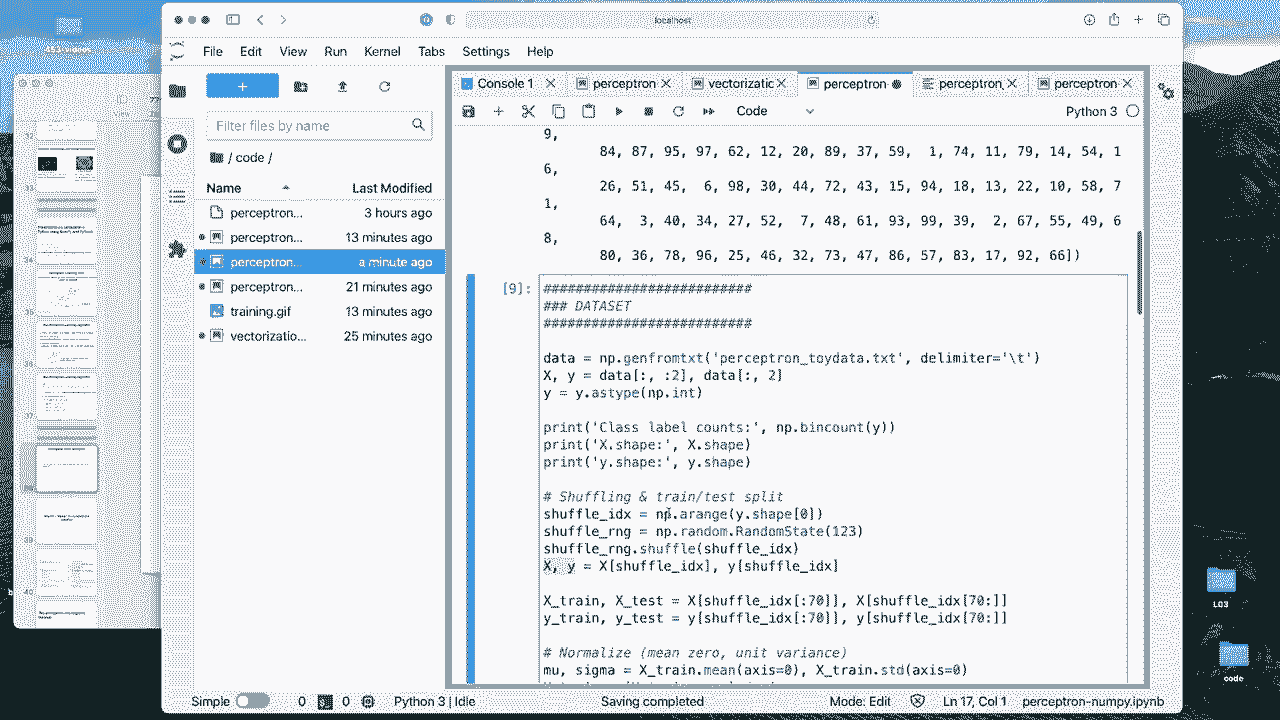 451-videos
localhost
File Edit View Run Kernel Tabs Settings Help
Console 1 perceptron vectorizatic perceptron perceptron_ perceptron
Code Python 3
Filter files by name
/ code /
Name Last Modified
perceptron... 3 hours ago
perceptron... 13 minutes ago
perceptron... a minute ago
perceptron... 21 minutes ago
training.gif 13 minutes ago
vectorizatio... 25 minutes ago
9,
84, 87, 95, 97, 62, 12, 20, 89, 37, 59, 1, 74, 11, 79, 14, 54, 1
6,
26, 51, 45, 6, 98, 30, 44, 72, 43, 15, 94, 18, 13, 22, 10, 58, 7
1,
64, 3, 40, 34, 27, 52, 7, 48, 61, 93, 99, 39, 2, 67, 55, 49, 6
8,
80, 36, 78, 96, 25, 46, 32, 73, 47, 86, 57, 83, 17, 92, 66])
[9]:
##########################
### DATASET
##########################
data = np.genfromtxt('perceptron_toydata.txt', delimiter='\t')
X, y = data[:, :2], data[:, 2]
y = y.astype(np.int)
print('Class label counts:', np.bincount(y))
print('X.shape:', X.shape)
print('y.shape:', y.shape)
# Shuffling & train/test split
shuffle_idx = np.arange(y.shape[0])
shuffle_rng = np.random.RandomState(123)
shuffle_rng.shuffle(shuffle_idx)
X, y = X[shuffle_idx], y[shuffle_idx]
X_train, X_test = X[shuffle_idx[:70]], X[shuffle_idx[70:]]
y_train, y_test = y[shuffle_idx[:70]], y[shuffle_idx[70:]]
# Normalize (mean zero, unit variance)
mu, sigma = X_train.mean(axis=0), X_train.std(axis=0)
Simple 0 0 Python 3 | Idle Saving completed Mode: Edit Ln 17, Col 1 perceptron-numpy.ipynb
L03
code